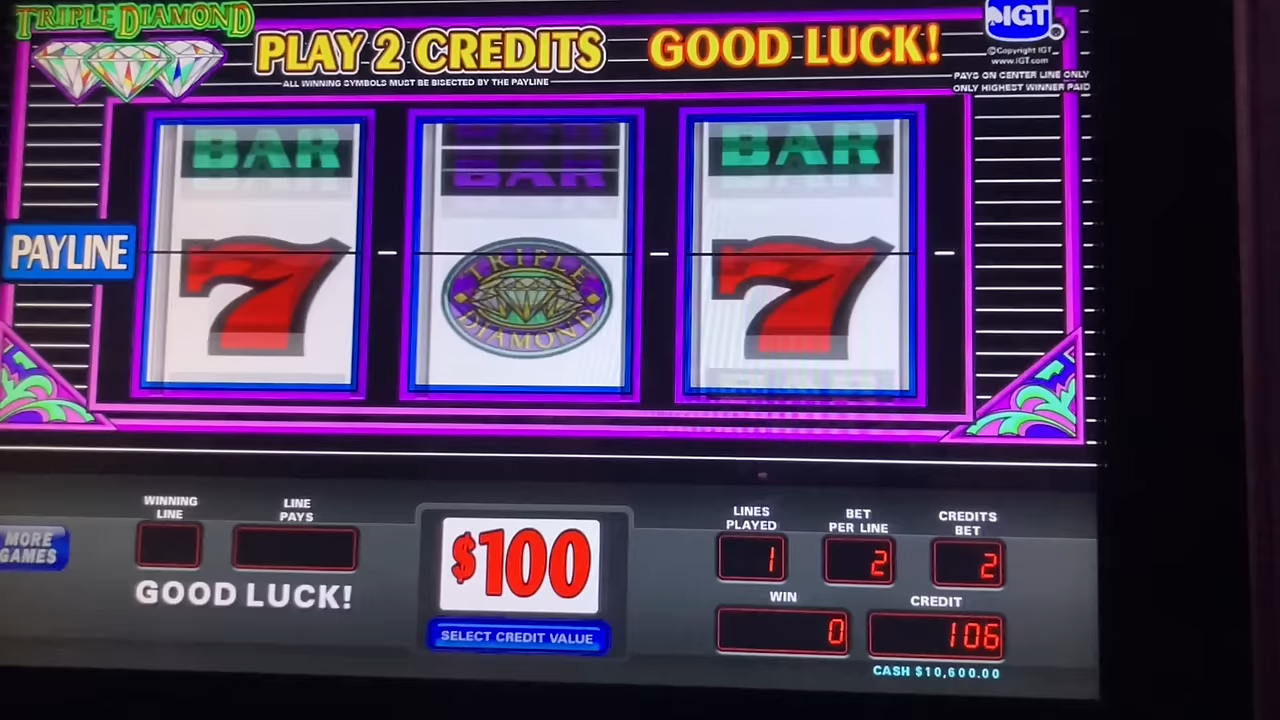 TRIPLE DIAMOND
PLAY 2 CREDITS
GOOD LUCK!
IGT
©Copyright IGT
www.IGT.com
ALL WINNING SYMBOLS MUST BE BISECTED BY THE PAYLINE
PAYS ON CENTER LINE ONLY
ONLY HIGHEST WINNER PAID
BAR
BAR
BAR
BAR
PAYLINE
7
TRIPLE
DIAMOND
7
WINNING
LINE
LINE
PAYS
MORE
GAMES
GOOD LUCK!
$100
SELECT CREDIT VALUE
LINES
PLAYED
1
BET
PER LINE
2
CREDITS
BET
2
WIN
0
CREDIT
106
CASH $10,600.00